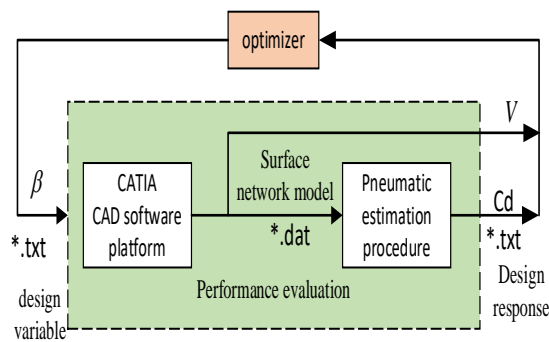 optimizer
V
β
*.txt
design
variable
CATIA
CAD software
platform
Surface
network model
*.dat
Pneumatic
estimation
procedure
Performance evaluation
Cd
*.txt
Design
response